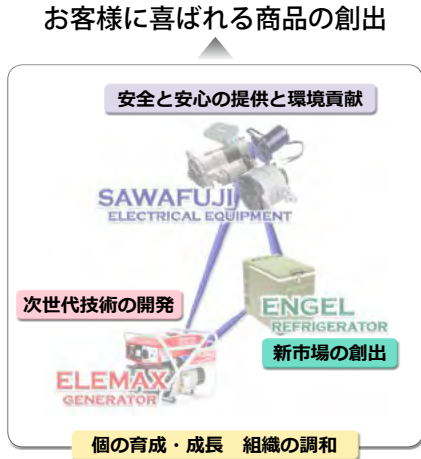 お客様に喜ばれる商品の創出
安全と安心の提供と環境貢献
SAWAFUJI
ELECTRICAL EQUIPMENT
次世代技術の開発
ENGEL
REFRIGERATOR
新市場の創出
ELEMAX
GENERATOR
個の育成・成長　組織の調和